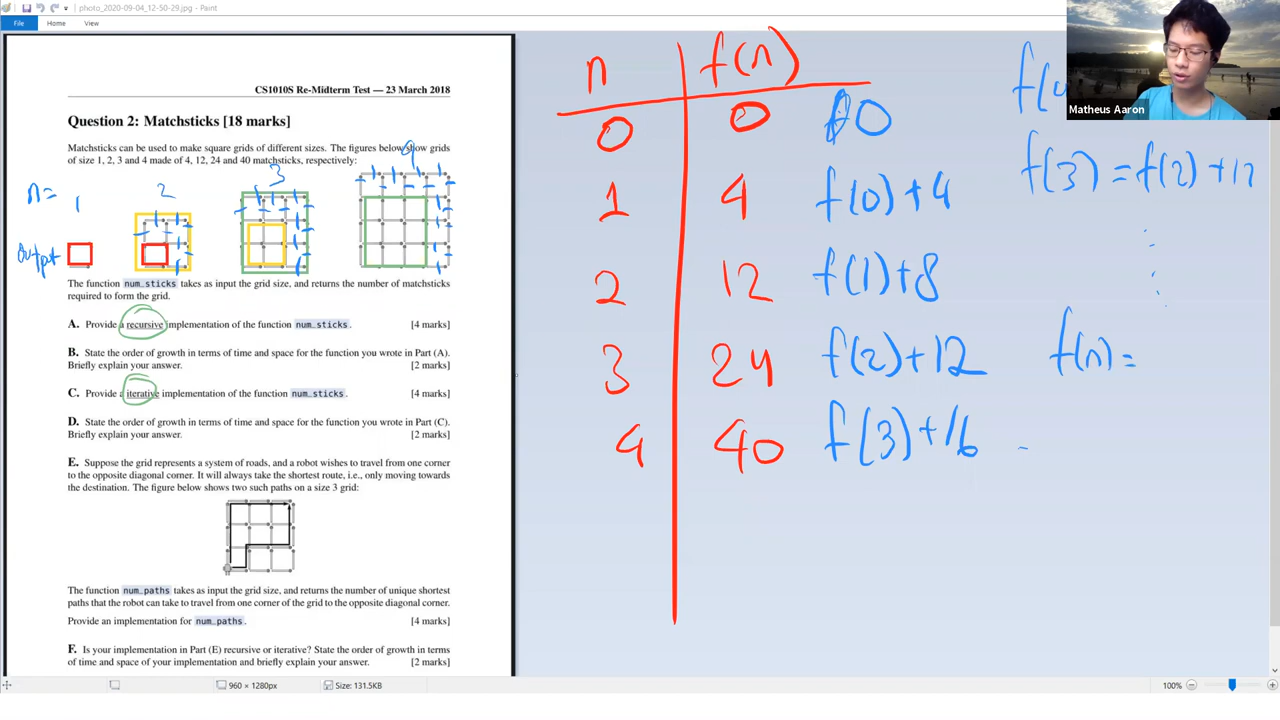 photo_2020-09-04_12-50-29.jpg - Paint
File Home View
CS1010S Re-Midterm Test — 23 March 2018
Question 2: Matchsticks [18 marks]
Matchsticks can be used to make square grids of different sizes. The figures below show grids
of size 1, 2, 3 and 4 made of 4, 12, 24 and 40 matchsticks, respectively:
n= 1 2 3 4
output
The function num_sticks takes as input the grid size, and returns the number of matchsticks
required to form the grid.
A. Provide a recursive implementation of the function num_sticks. [4 marks]
B. State the order of growth in terms of time and space for the function you wrote in Part (A).
Briefly explain your answer. [2 marks]
C. Provide a iterative implementation of the function num_sticks. [4 marks]
D. State the order of growth in terms of time and space for the function you wrote in Part (C).
Briefly explain your answer. [2 marks]
E. Suppose the grid represents a system of roads, and a robot wishes to travel from one corner
to the opposite diagonal corner. It will always take the shortest route, i.e., only moving towards
the destination. The figure below shows two such paths on a size 3 grid:
The function num_paths takes as input the grid size, and returns the number of unique shortest
paths that the robot can take to travel from one corner of the grid to the opposite diagonal corner.
Provide an implementation for num_paths. [4 marks]
F. Is your implementation in Part (E) recursive or iterative? State the order of growth in terms
of time and space of your implementation and briefly explain your answer. [2 marks]
n f(n)
0 0 0
1 4 f(0)+4
2 12 f(1)+8
3 24 f(2)+12
4 40 f(3)+16
f(3) = f(2) + 12
f(n) =
Matheus Aaron
960 × 1280px Size: 131.5KB 100%